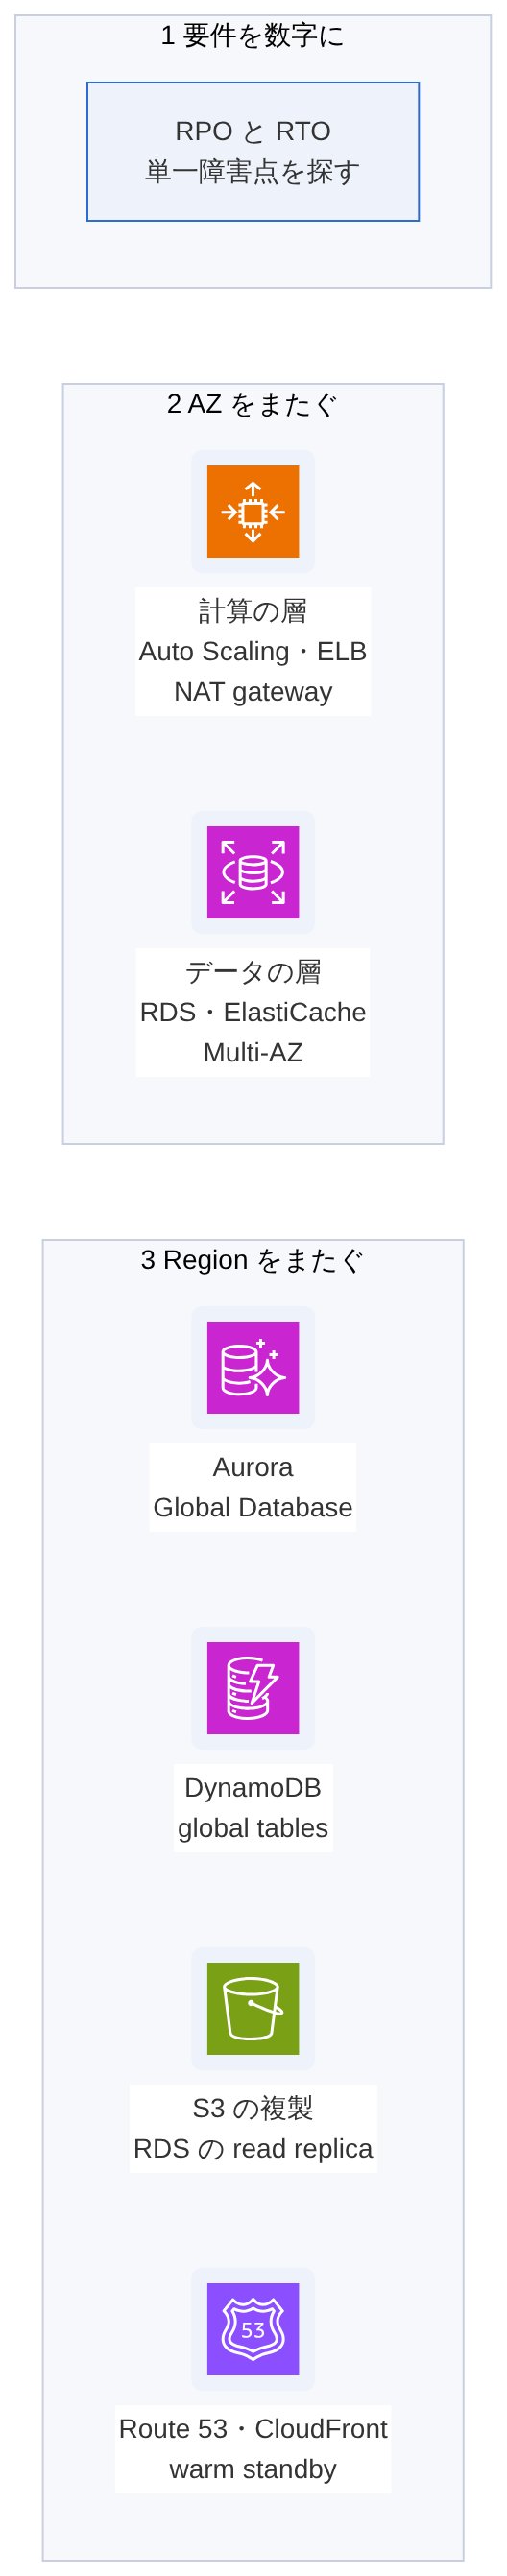 1 要件を数字に
RPO と RTO
単一障害点を探す
2 AZ をまたぐ
計算の層
Auto Scaling・ELB
NAT gateway
データの層
RDS・ElastiCache
Multi-AZ
3 Region をまたぐ
Aurora
Global Database
DynamoDB
global tables
S3 の複製
RDS の read replica
53
Route 53・CloudFront
warm standby